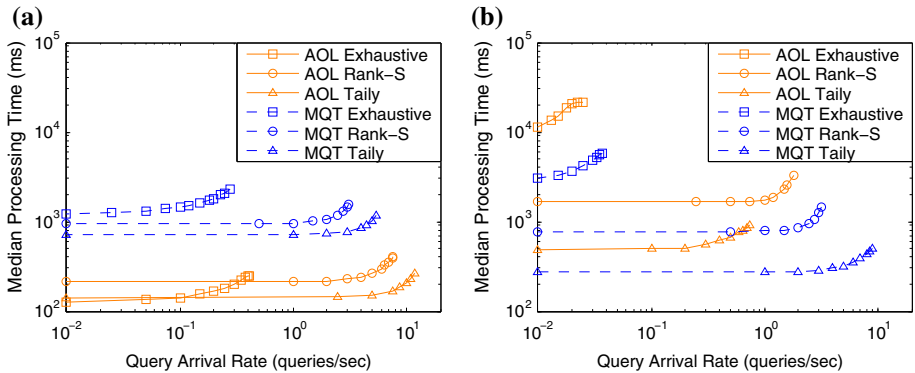 (a)
Median Processing Time (ms)
10^5
10^4
10^3
10^2
10^-2
10^-1
10^0
10^1
Query Arrival Rate (queries/sec)
AOL Exhaustive
AOL Rank−S
AOL Taily
MQT Exhaustive
MQT Rank−S
MQT Taily
(b)
Median Processing Time (ms)
10^5
10^4
10^3
10^2
10^-2
10^-1
10^0
10^1
Query Arrival Rate (queries/sec)
AOL Exhaustive
AOL Rank−S
AOL Taily
MQT Exhaustive
MQT Rank−S
MQT Taily